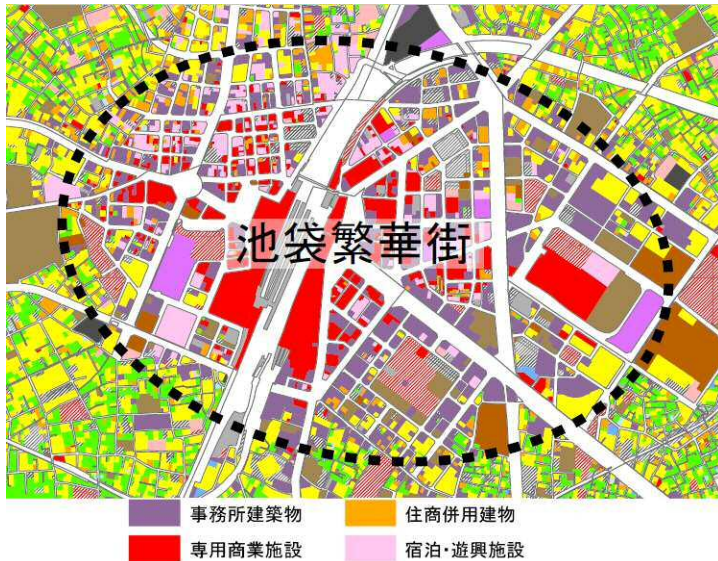 池袋繁華街
事務所建築物
住商併用建物
専用商業施設
宿泊・遊興施設